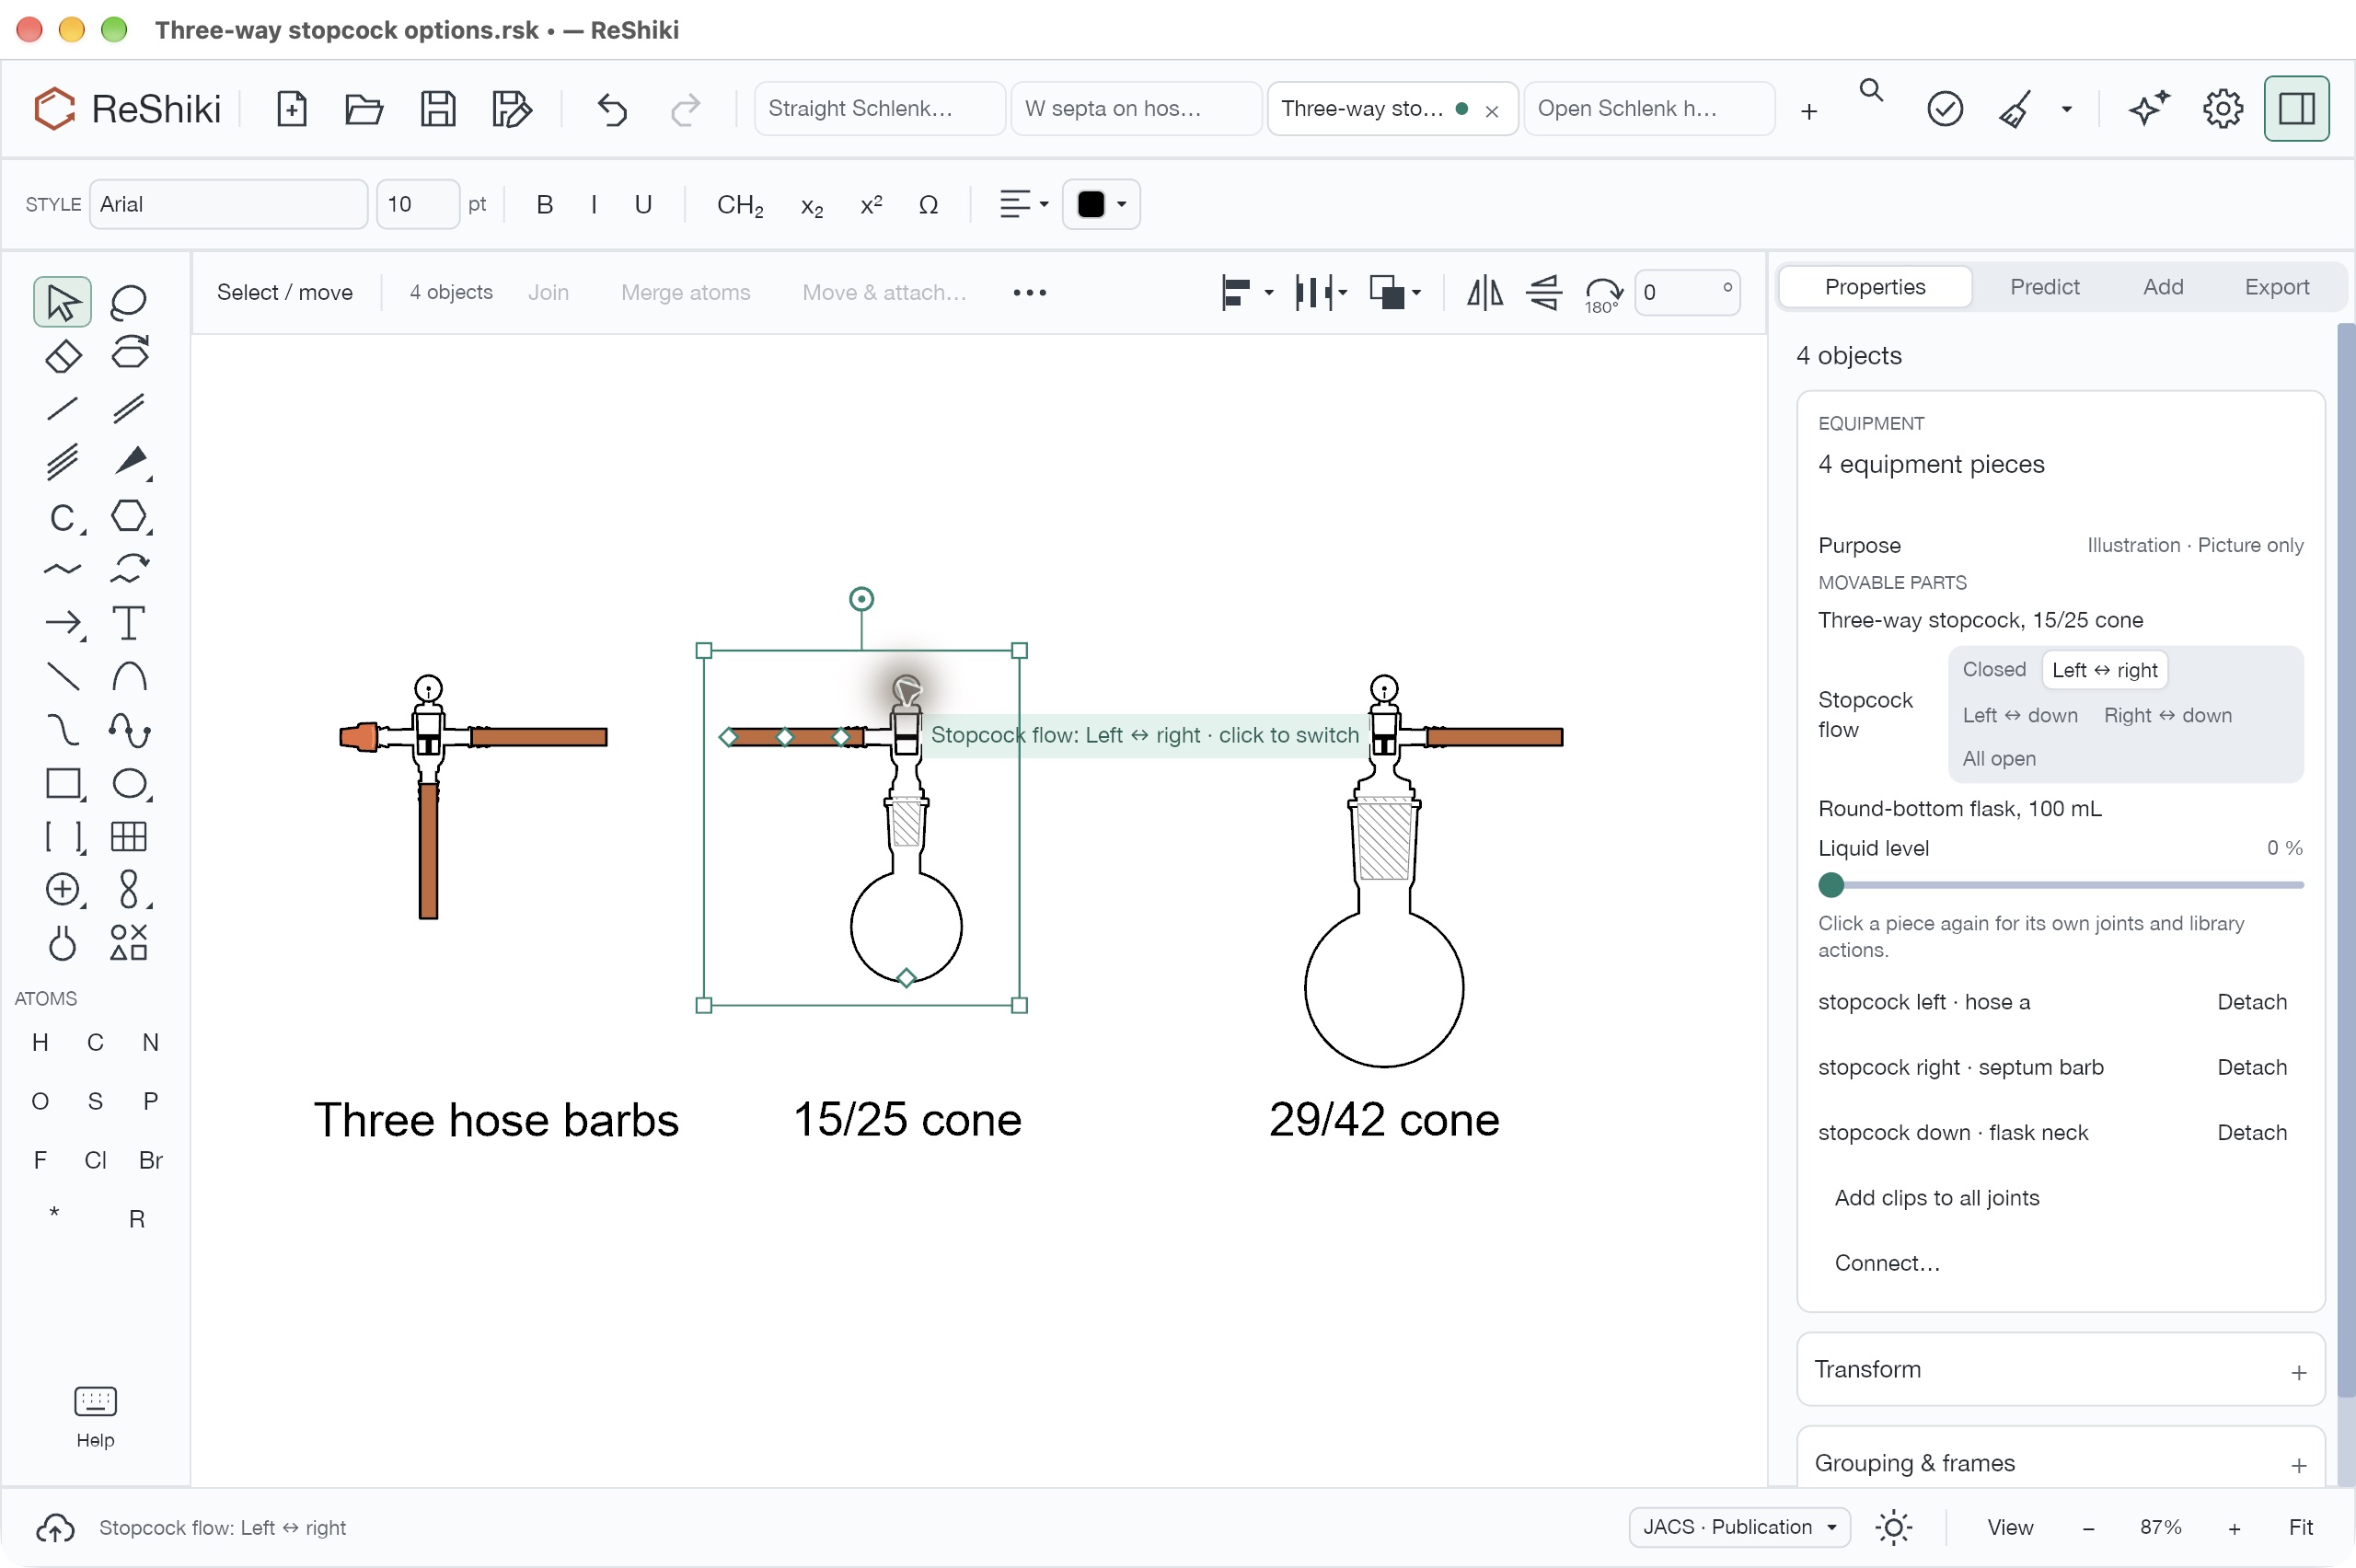 Three-way stopcock options.rsk • — ReShiki
ReShiki
Straight Schlenk...
W septa on hos...
Three-way sto...
Open Schlenk h...
STYLE Arial 10 pt B I U CH₂ x₂ x² Ω
Select / move 4 objects Join Merge atoms Move & attach... 180° 0 °
Properties Predict Add Export
4 objects
EQUIPMENT
4 equipment pieces
Purpose Illustration · Picture only
MOVABLE PARTS
Three-way stopcock, 15/25 cone
Stopcock flow
Closed Left ↔ right
Left ↔ down Right ↔ down
All open
Round-bottom flask, 100 mL
Liquid level 0 %
Click a piece again for its own joints and library
actions.
stopcock left · hose a Detach
stopcock right · septum barb Detach
stopcock down · flask neck Detach
Add clips to all joints
Connect...
Transform +
Grouping & frames +
C
T
ATOMS
H C N
O S P
F Cl Br
* R
Help
Stopcock flow: Left ↔ right · click to switch
Three hose barbs
15/25 cone
29/42 cone
Stopcock flow: Left ↔ right
JACS · Publication
View − 87% + Fit